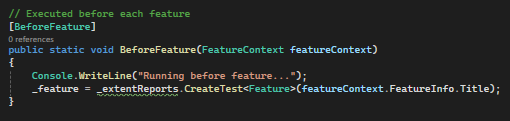 // Executed before each feature
[BeforeFeature]
0 references
public static void BeforeFeature(FeatureContext featureContext)
{
Console.WriteLine("Running before feature...");
_feature = _extentReports.CreateTest<Feature>(featureContext.FeatureInfo.Title);
}